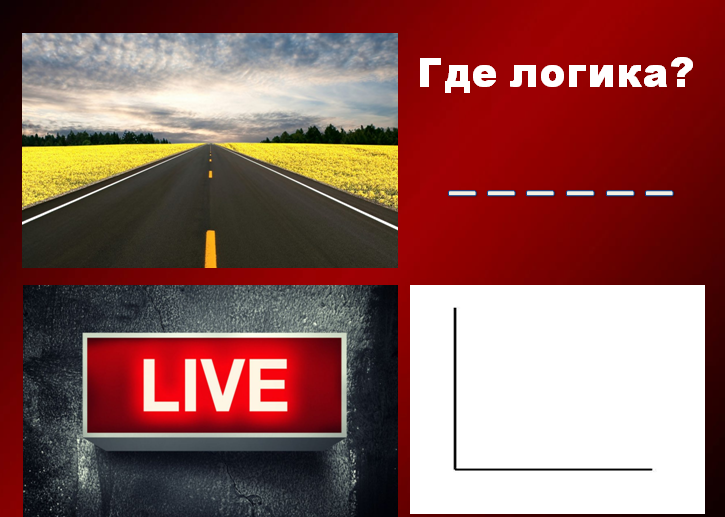 Где логика?
_ _ _ _ _ _
LIVE